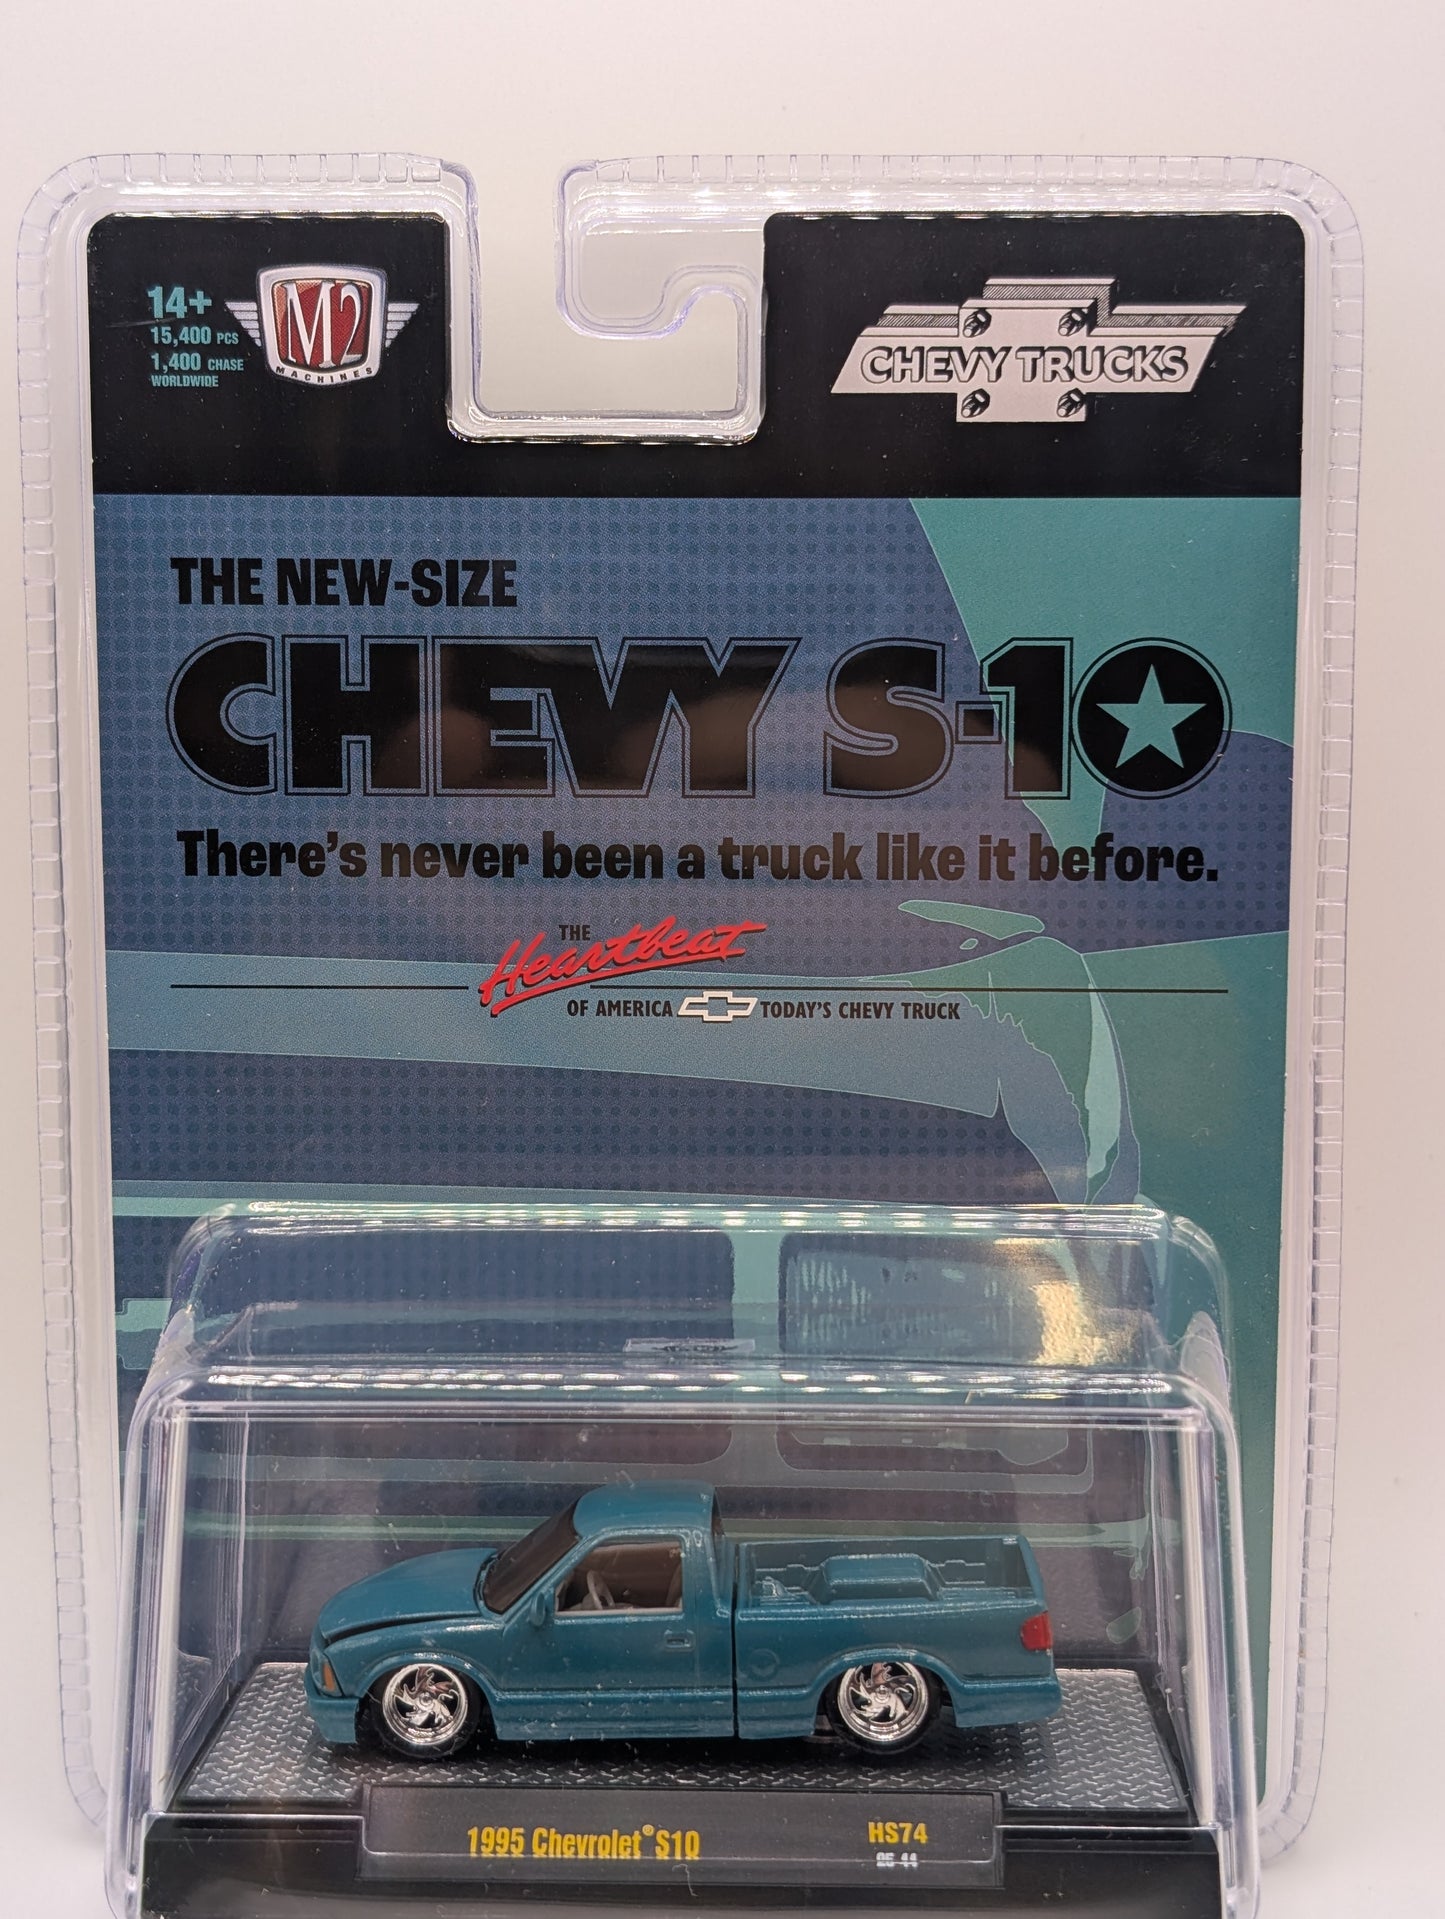 14+
15,400 PCS
1,400 CHASE
WORLDWIDE
M2
MACHINES
CHEVY TRUCKS
THE NEW-SIZE
CHEVY S-10
There's never been a truck like it before.
THE
Heartbeat
OF AMERICA TODAY'S CHEVY TRUCK
1995 Chevrolet® S10
HS74